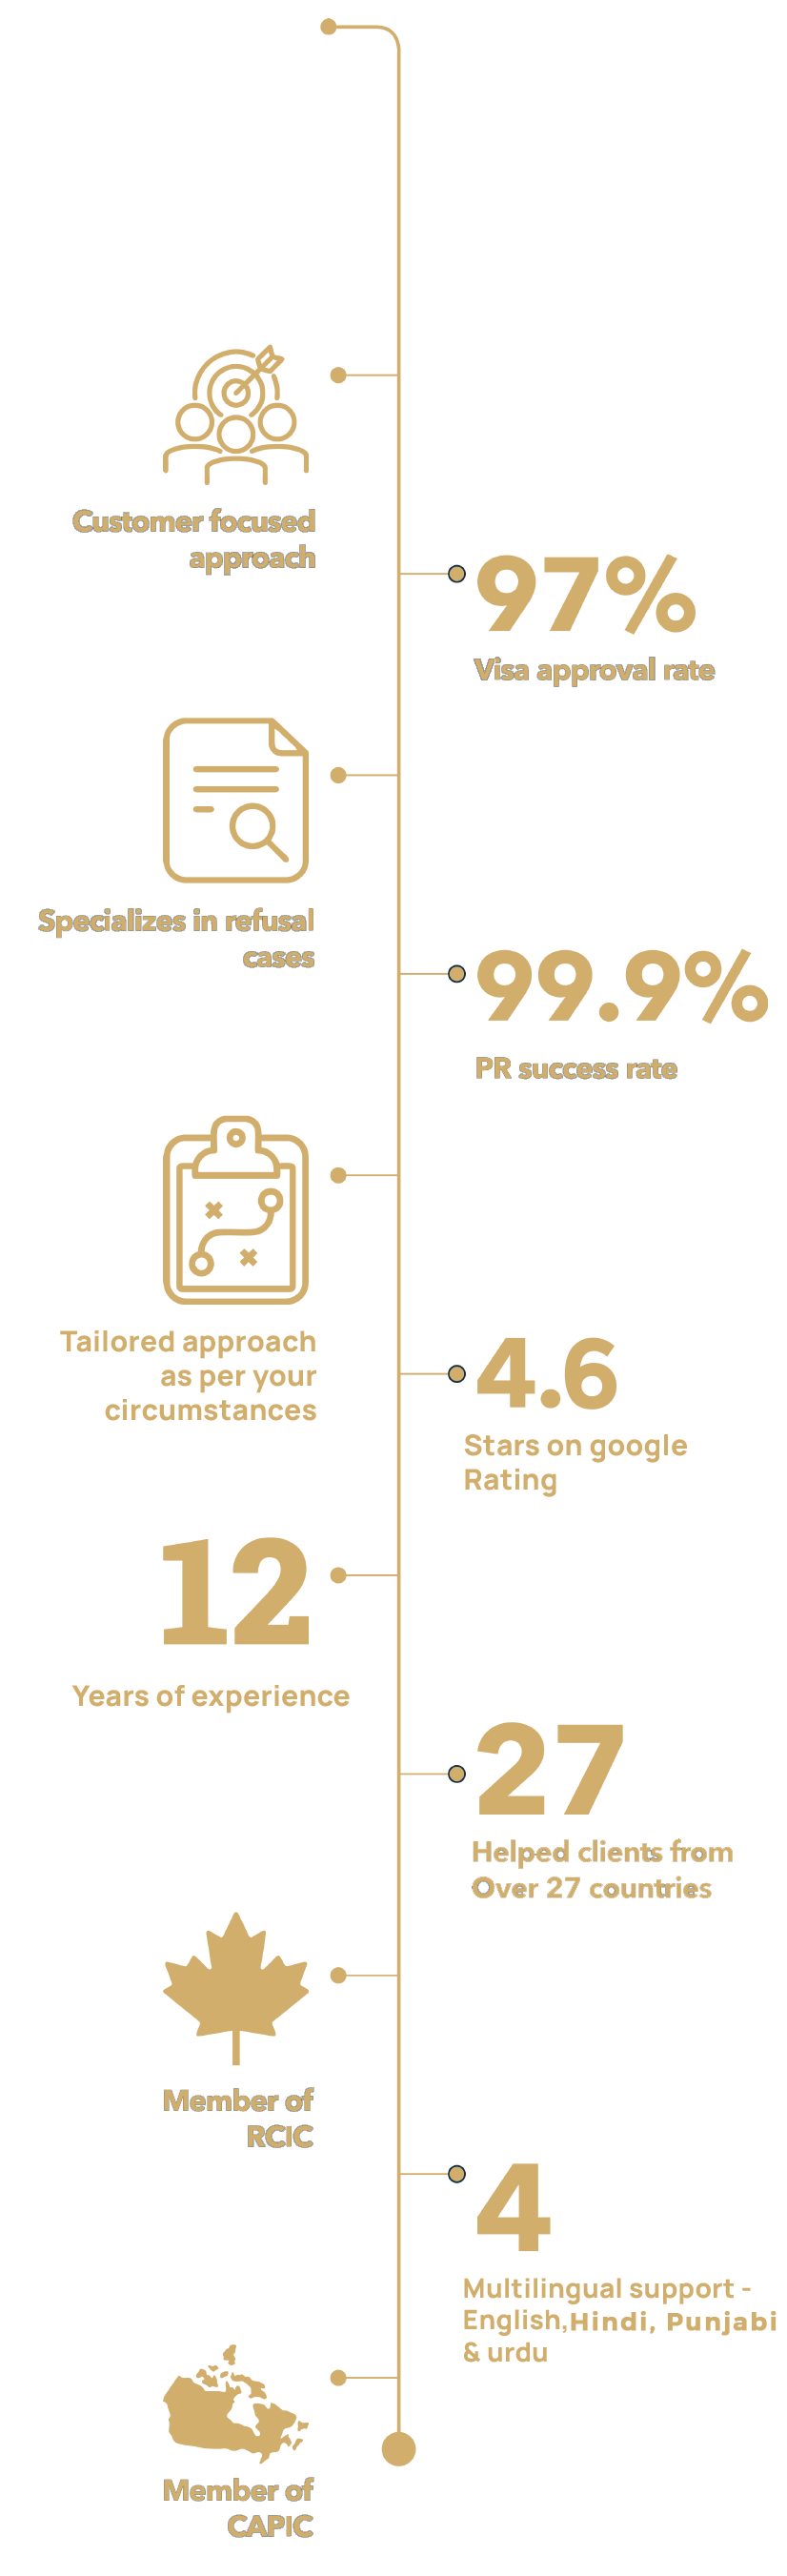 Customer focused
approach
97%
Visa approval rate
Specializes in refusal
cases
99.9%
PR success rate
Tailored approach
as per your
circumstances
4.6
Stars on google
Rating
12
Years of experience
27
Helped clients from
Over 27 countries
Member of
RCIC
4
Multilingual support -
English,Hindi, Punjabi
& urdu
Member of
CAPIC